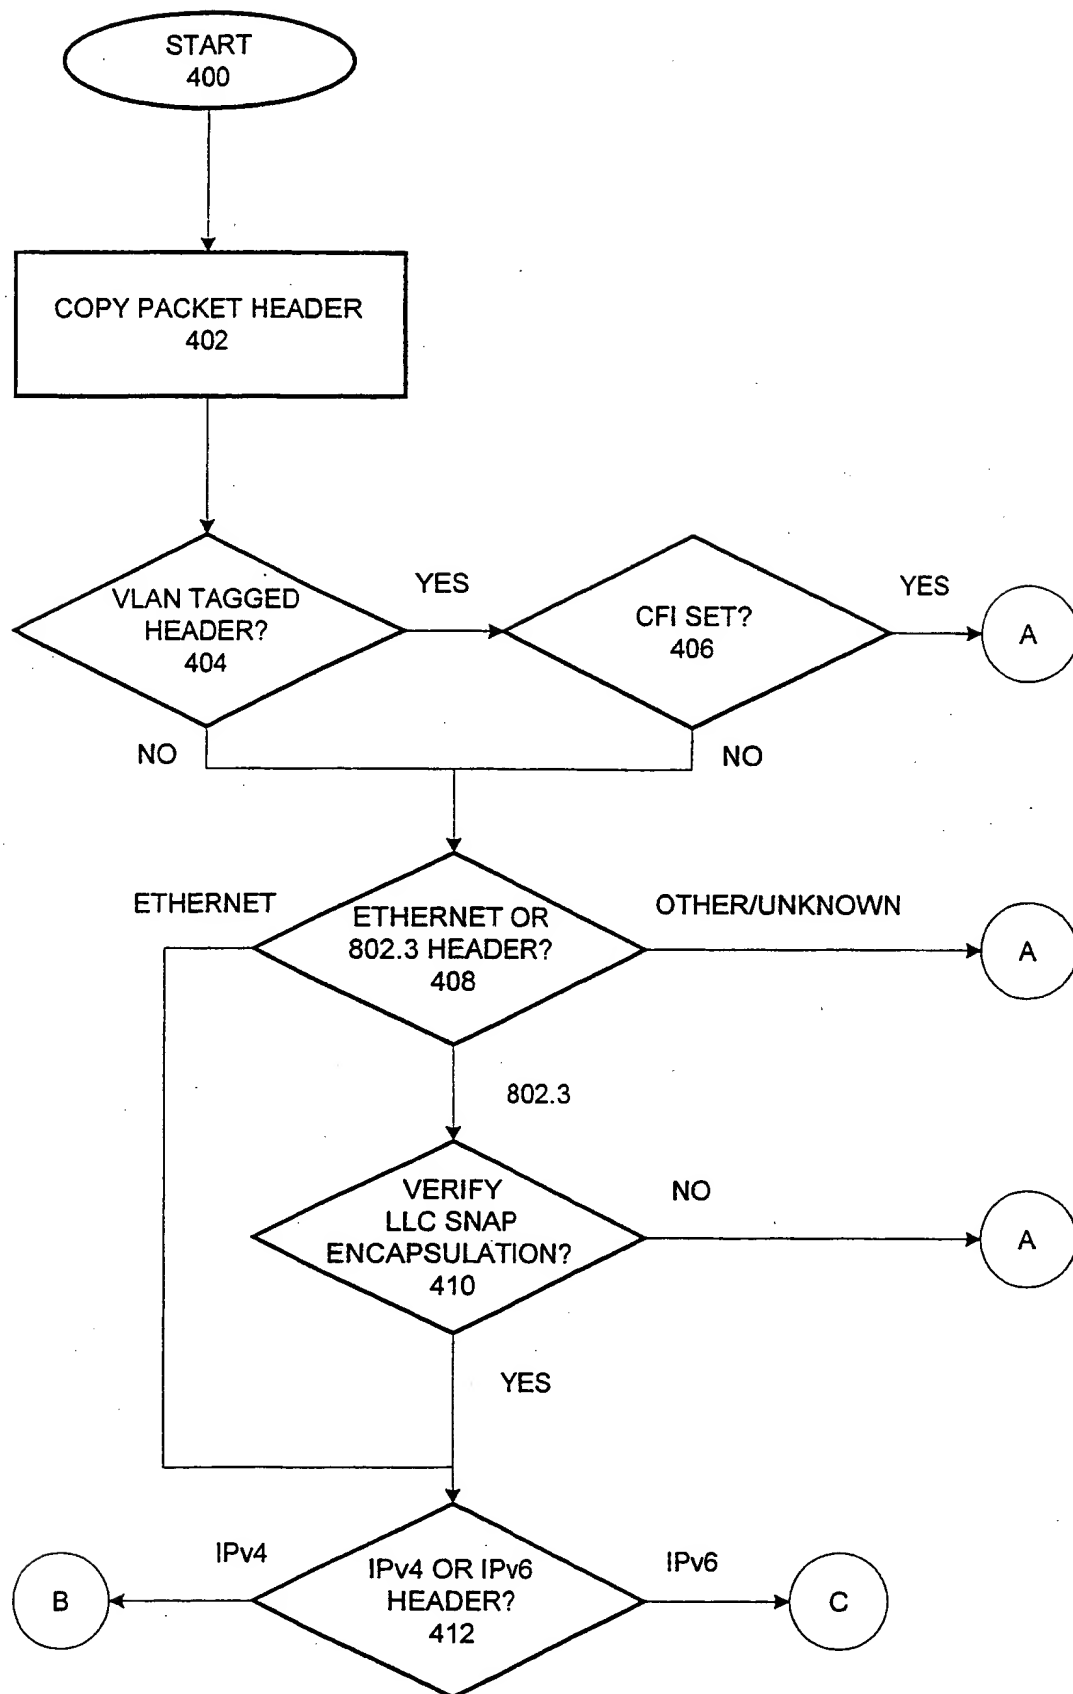 START
400
COPY PACKET HEADER
402
VLAN TAGGED
HEADER?
404
YES
CFI SET?
406
YES
A
NO
NO
ETHERNET
ETHERNET OR
802.3 HEADER?
408
OTHER/UNKNOWN
A
802.3
VERIFY
LLC SNAP
ENCAPSULATION?
410
NO
A
YES
IPv4
IPv4 OR IPv6
HEADER?
412
IPv6
B
C